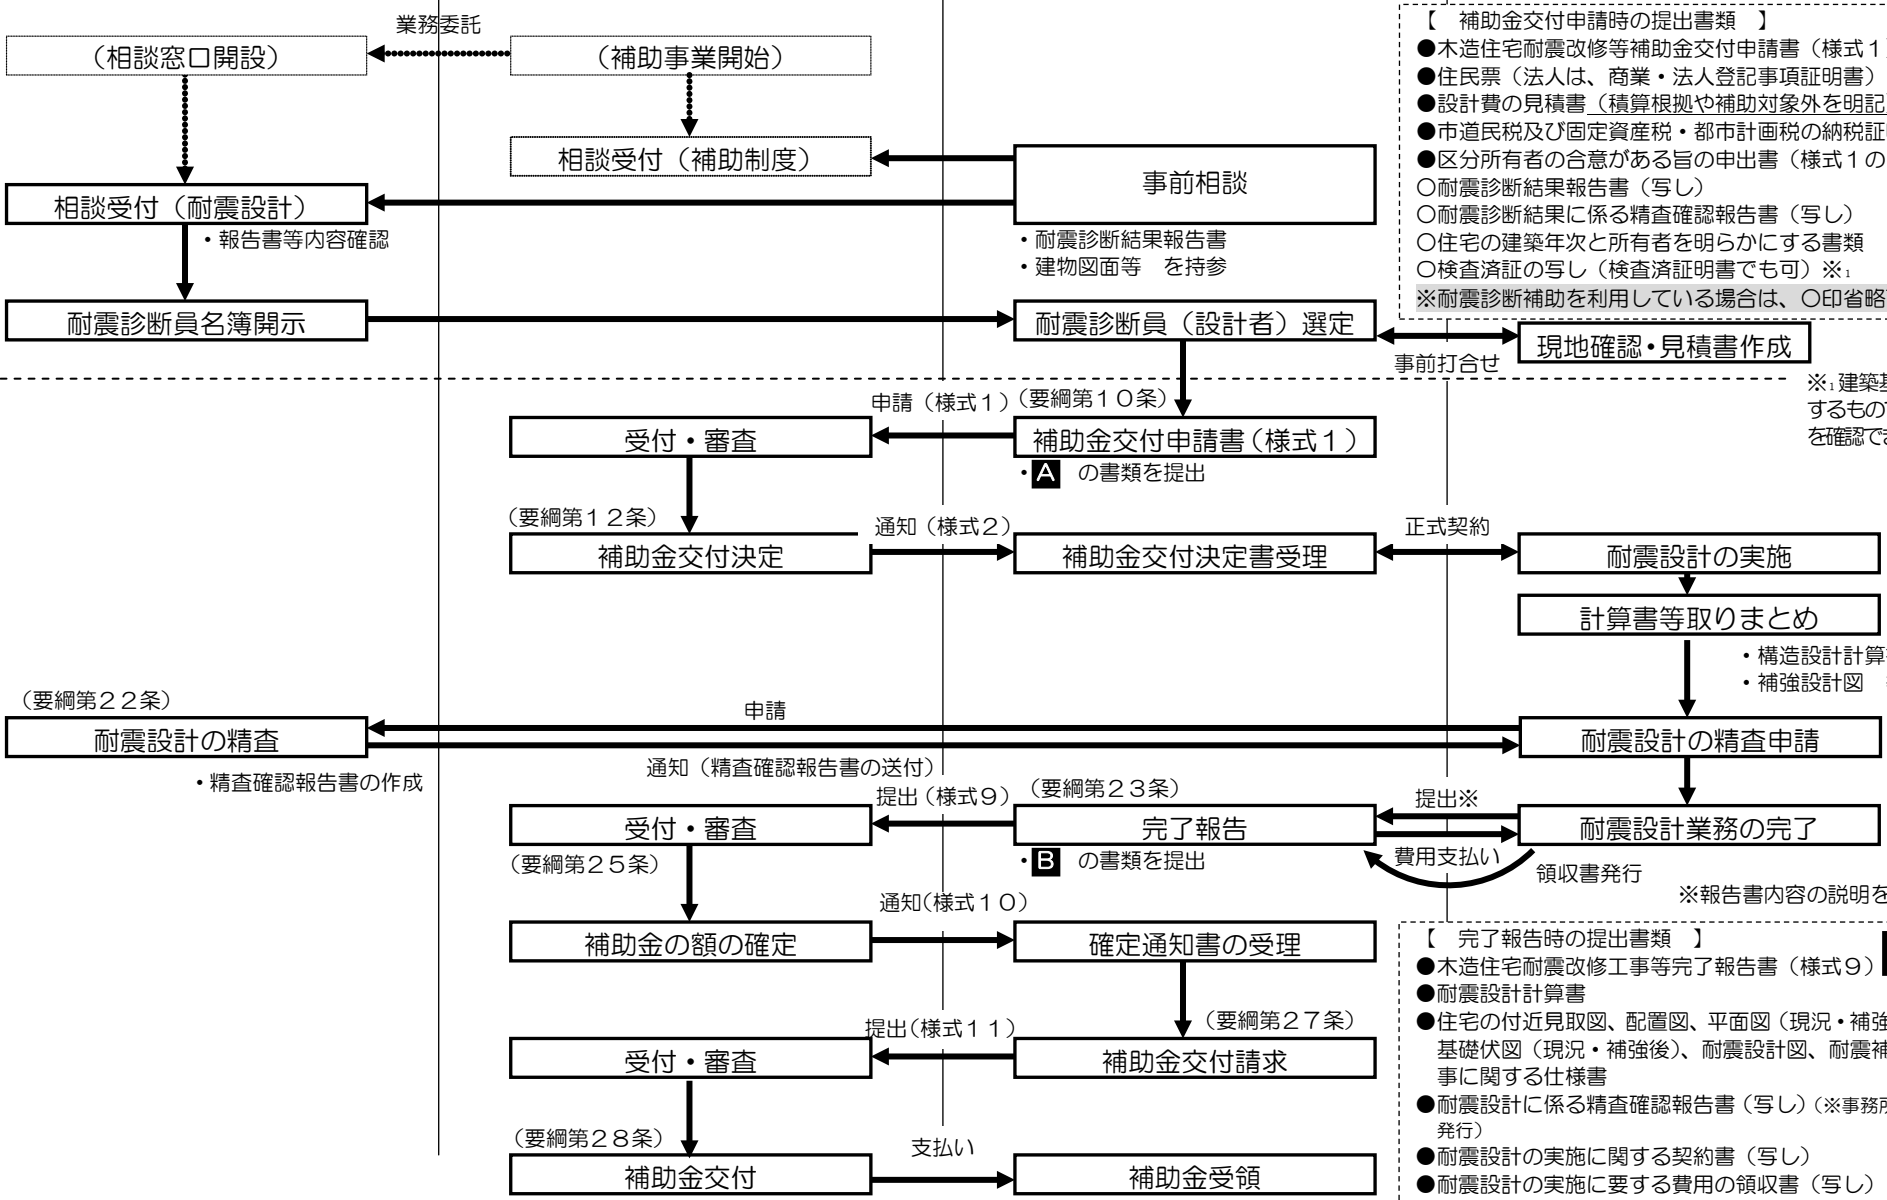 業務委託
（相談窓口開設）
（補助事業開始）
相談受付（補助制度）
事前相談
相談受付（耐震設計）
・報告書等内容確認
・耐震診断結果報告書
・建物図面等　を持参
耐震診断員名簿開示
耐震診断員（設計者）選定
事前打合せ
現地確認・見積書作成
【　補助金交付申請時の提出書類　】
●木造住宅耐震改修等補助金交付申請書（様式１）
●住民票（法人は、商業・法人登記事項証明書）
●設計費の見積書（積算根拠や補助対象外を明記
●市道民税及び固定資産税・都市計画税の納税証
●区分所有者の合意がある旨の申出書（様式１の
〇耐震診断結果報告書（写し）
〇耐震診断結果に係る精査確認報告書（写し）
〇住宅の建築年次と所有者を明らかにする書類
〇検査済証の写し（検査済証明書でも可）※₁
※耐震診断補助を利用している場合は、〇印省略
※₁建築基
するもの
を確認で
申請（様式１）
（要綱第１０条）
受付・審査
補助金交付申請書（様式１）
・A　の書類を提出
（要綱第１２条）
通知（様式２）
正式契約
補助金交付決定
補助金交付決定書受理
耐震設計の実施
計算書等取りまとめ
・構造設計計算
・補強設計図
（要綱第２２条）
申請
耐震設計の精査
耐震設計の精査申請
・精査確認報告書の作成
通知（精査確認報告書の送付）
提出（様式９）
（要綱第２３条）
提出※
受付・審査
完了報告
耐震設計業務の完了
（要綱第２５条）
・B　の書類を提出
費用支払い
領収書発行
※報告書内容の説明を
通知（様式１０）
補助金の額の確定
確定通知書の受理
提出（様式１１）
（要綱第２７条）
受付・審査
補助金交付請求
（要綱第２８条）
支払い
補助金交付
補助金受領
【　完了報告時の提出書類　】
●木造住宅耐震改修工事等完了報告書（様式９）
●耐震設計計算書
●住宅の付近見取図、配置図、平面図（現況・補強
基礎伏図（現況・補強後）、耐震設計図、耐震補
事に関する仕様書
●耐震設計に係る精査確認報告書（写し）（※事務所
発行）
●耐震設計の実施に関する契約書（写し）
●耐震設計の実施に要する費用の領収書（写し）